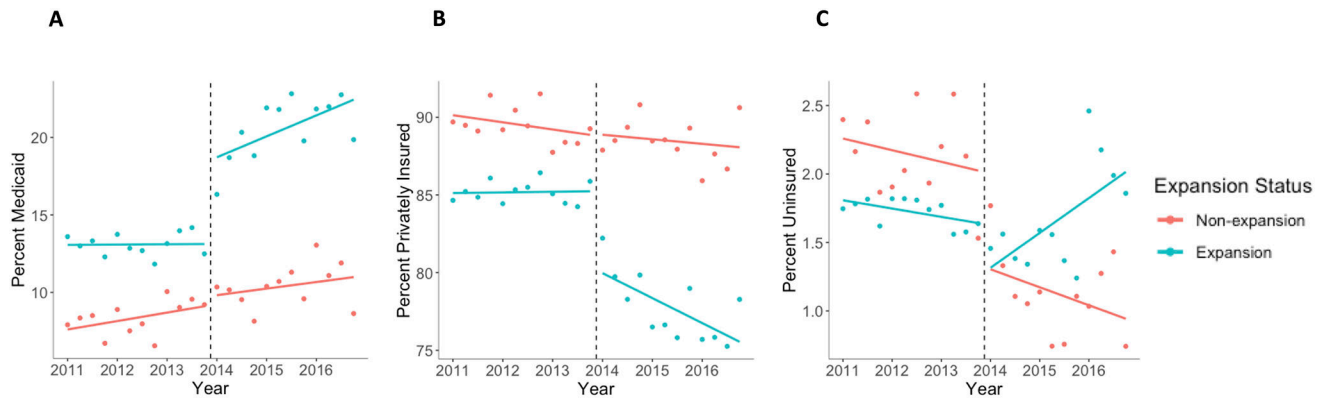 A
Percent Medicaid
20
15
10
2011 2012 2013 2014 2015 2016
Year
B
Percent Privately Insured
90
85
80
75
2011 2012 2013 2014 2015 2016
Year
C
Percent Uninsured
2.5
2.0
1.5
1.0
2011 2012 2013 2014 2015 2016
Year
Expansion Status
Non-expansion
Expansion